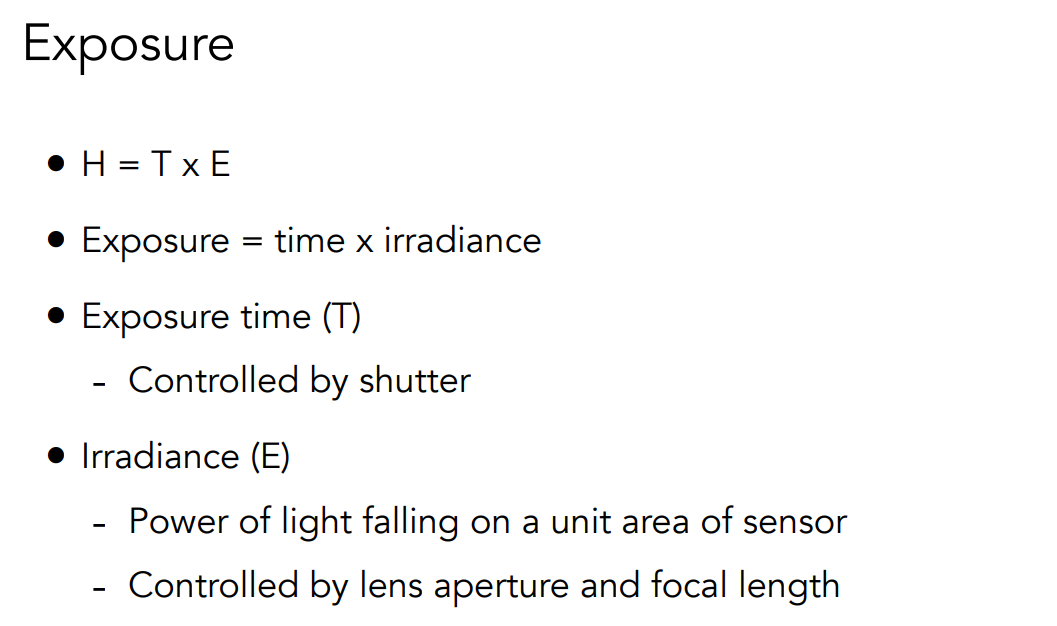 Exposure
• H = T x E
• Exposure = time x irradiance
• Exposure time (T)
- Controlled by shutter
• Irradiance (E)
- Power of light falling on a unit area of sensor
- Controlled by lens aperture and focal length